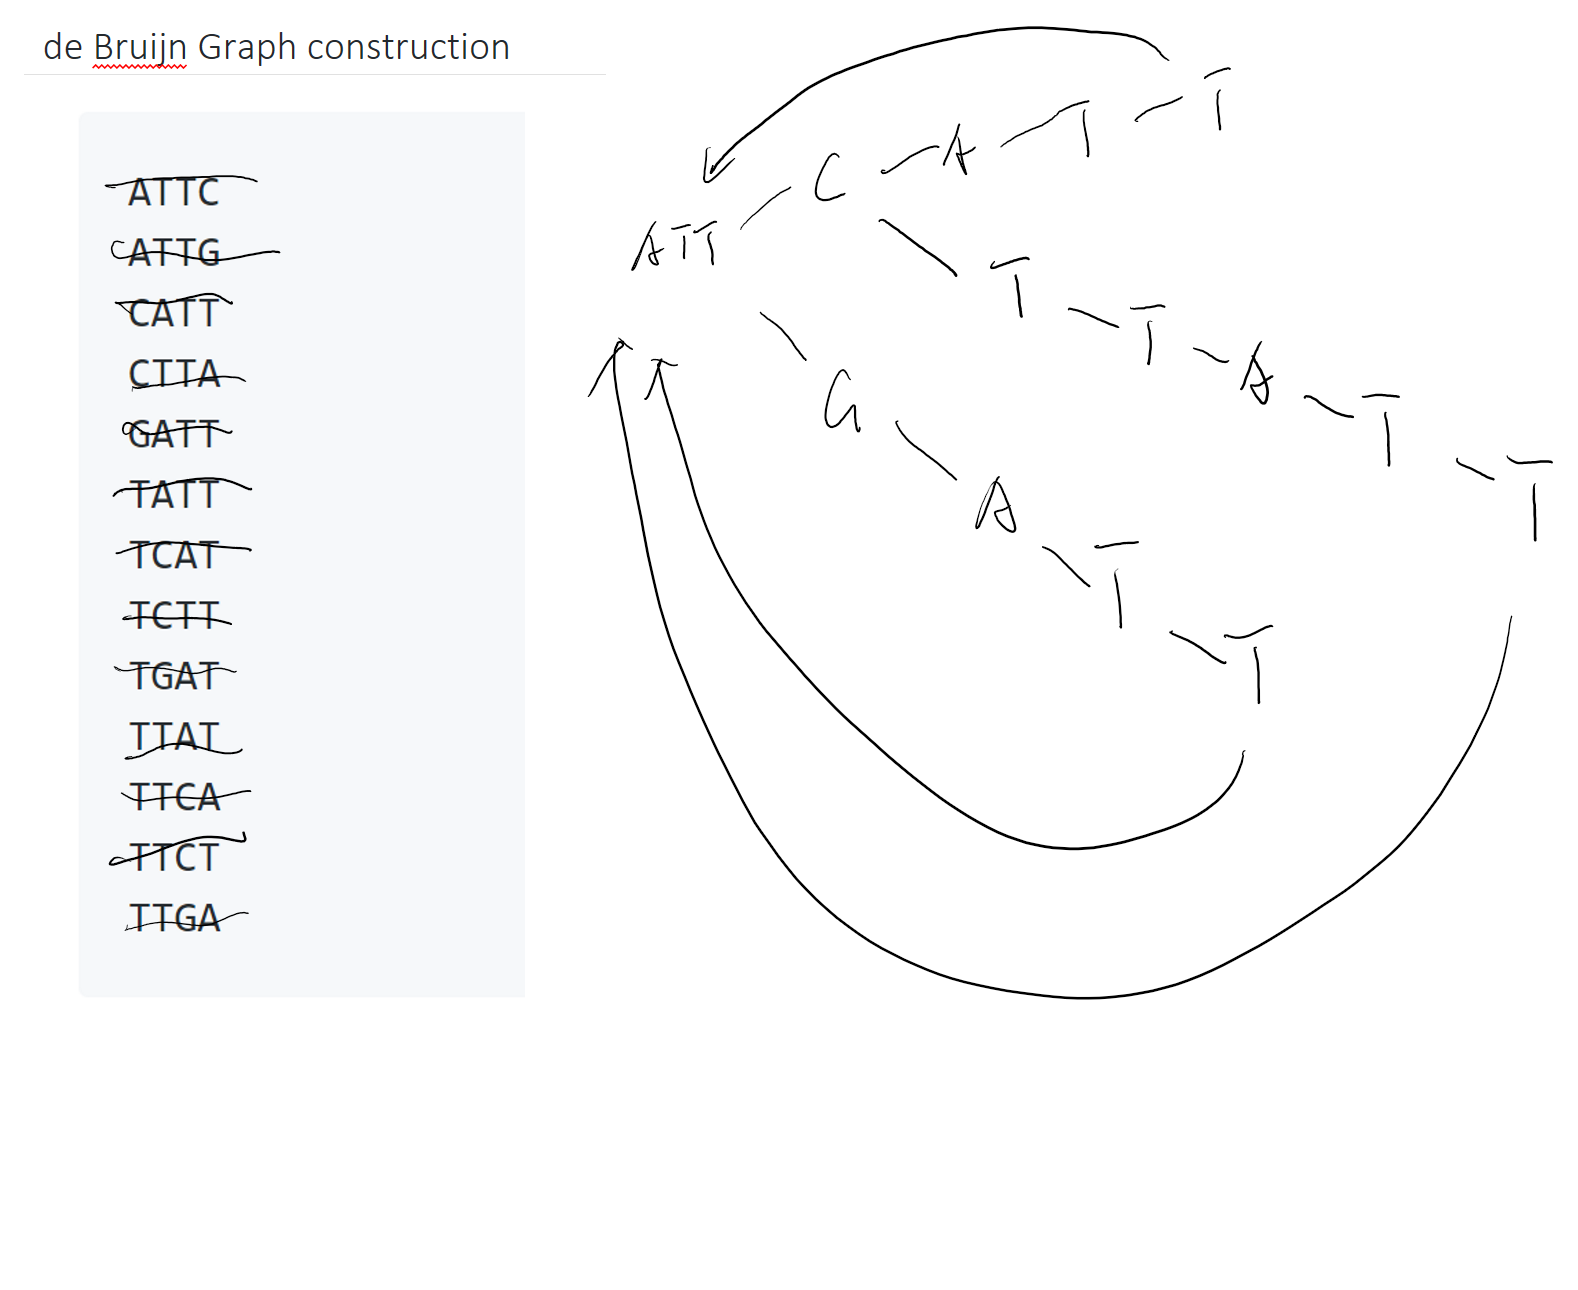 de Bruijn Graph construction
ATTC
ATTG
CATT
CTTA
GATT
TATT
TCAT
TCTT
TGAT
TTAT
TTCA
TTCT
TTGA
ATT
C A T T
T T A T T
G A T T